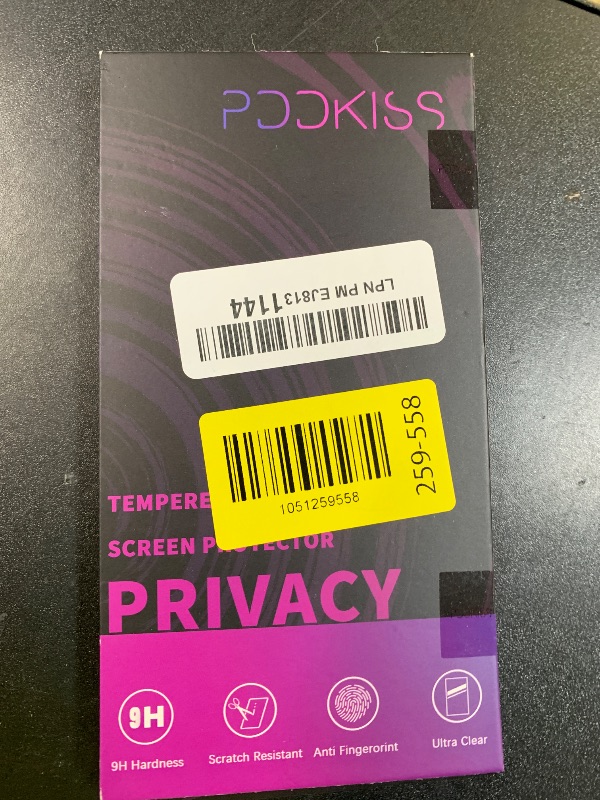 POOKISS
LPN PM EJ8131144
1051259558
259-558
TEMPERE
SCREEN PROTECTOR
PRIVACY
9H
9H Hardness
Scratch Resistant
Anti Fingerorint
Ultra Clear